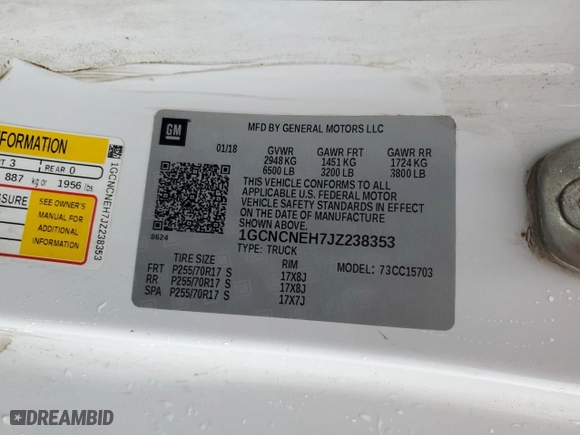 NFORMATION
T 3 REAR 0
887 kg or 1956 lbs
SSURE
SEE OWNER'S
MANUAL FOR
ADDITIONAL
INFORMATION
1GCNCNEH7JZ238353
GM
MFD BY GENERAL MOTORS LLC
01/18 GVWR GAWR FRT GAWR RR
2948 KG 1451 KG 1724 KG
6500 LB 3200 LB 3800 LB
THIS VEHICLE CONFORMS TO ALL
APPLICABLE U.S. FEDERAL MOTOR
VEHICLE SAFETY STANDARDS IN EFFECT
ON THE DATE OF MANUFACTURE
SHOWN ABOVE.
8624
1GCNCNEH7JZ238353
TYPE: TRUCK
TIRE SIZE RIM MODEL: 73CC15703
FRT P255/70R17 S 17X8J
RR P255/70R17 S 17X8J
SPA P255/70R17 S 17X7J
DREAMBID